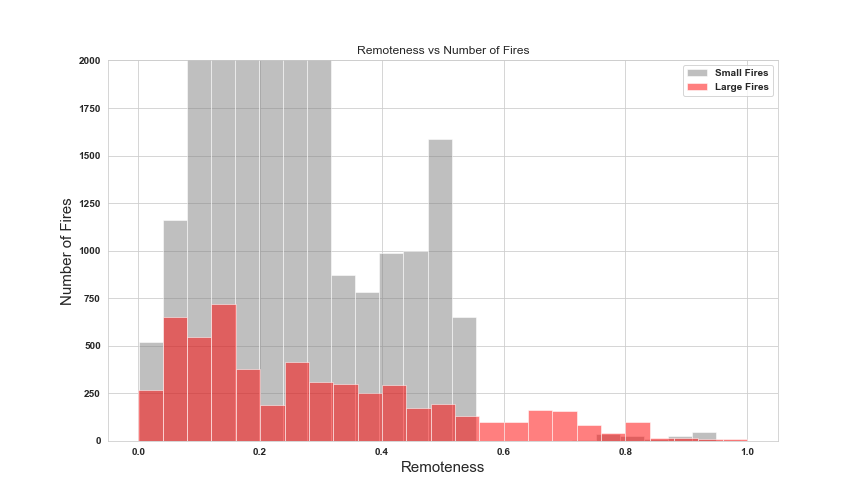 Remoteness vs Number of Fires
Small Fires
Large Fires
2000
1750
1500
1250
1000
750
500
250
0
Number of Fires
0.0 0.2 0.4 0.6 0.8 1.0
Remoteness